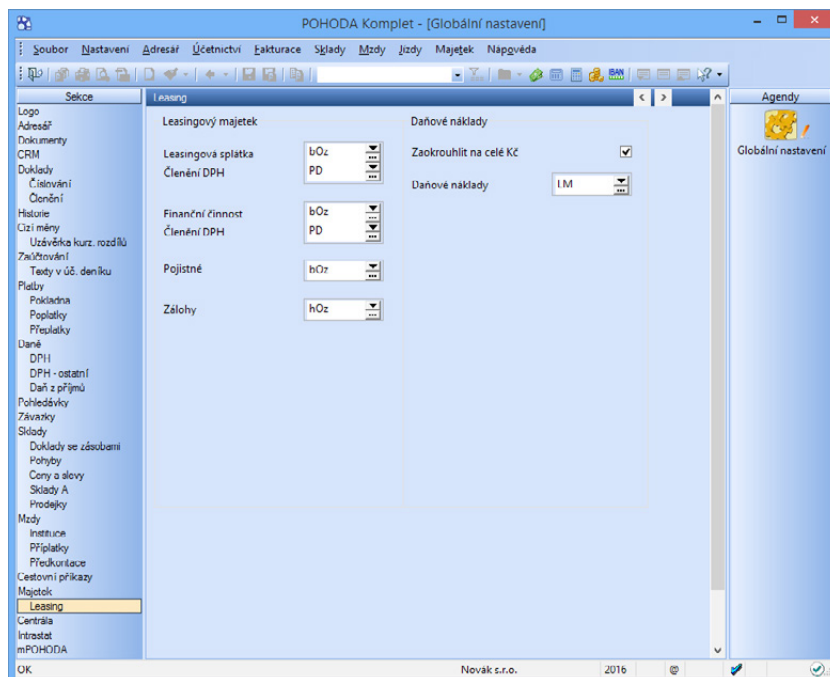 POHODA Komplet - [Globální nastavení]
Soubor Nastavení Adresář Účetnictví Fakturace Sklady Mzdy Jízdy Majetek Nápověda
IBAN
Sekce
Logo
Adresář
Dokumenty
CRM
Doklady
Číslování
Členění
Historie
Cizí měny
Uzávěrka kurz. rozdílů
Zaúčtování
Texty v úč. deníku
Platby
Pokladna
Poplatky
Přeplatky
Daně
DPH
DPH - ostatní
Daň z příjmů
Pohledávky
Závazky
Sklady
Doklady se zásobami
Pohyby
Ceny a slevy
Sklady A
Prodejky
Mzdy
Instituce
Příplatky
Předkontace
Cestovní příkazy
Majetek
Leasing
Centrála
Intrastat
mPOHODA
Leasing
Leasingový majetek
Leasingová splátka bOz
Členění DPH PD
Finanční činnost bOz
Členění DPH PD
Pojistné bOz
Zálohy bOz
Daňové náklady
Zaokrouhlit na celé Kč
Daňové náklady LM
Agendy
Globální nastavení
OK Novák s.r.o. 2016 @